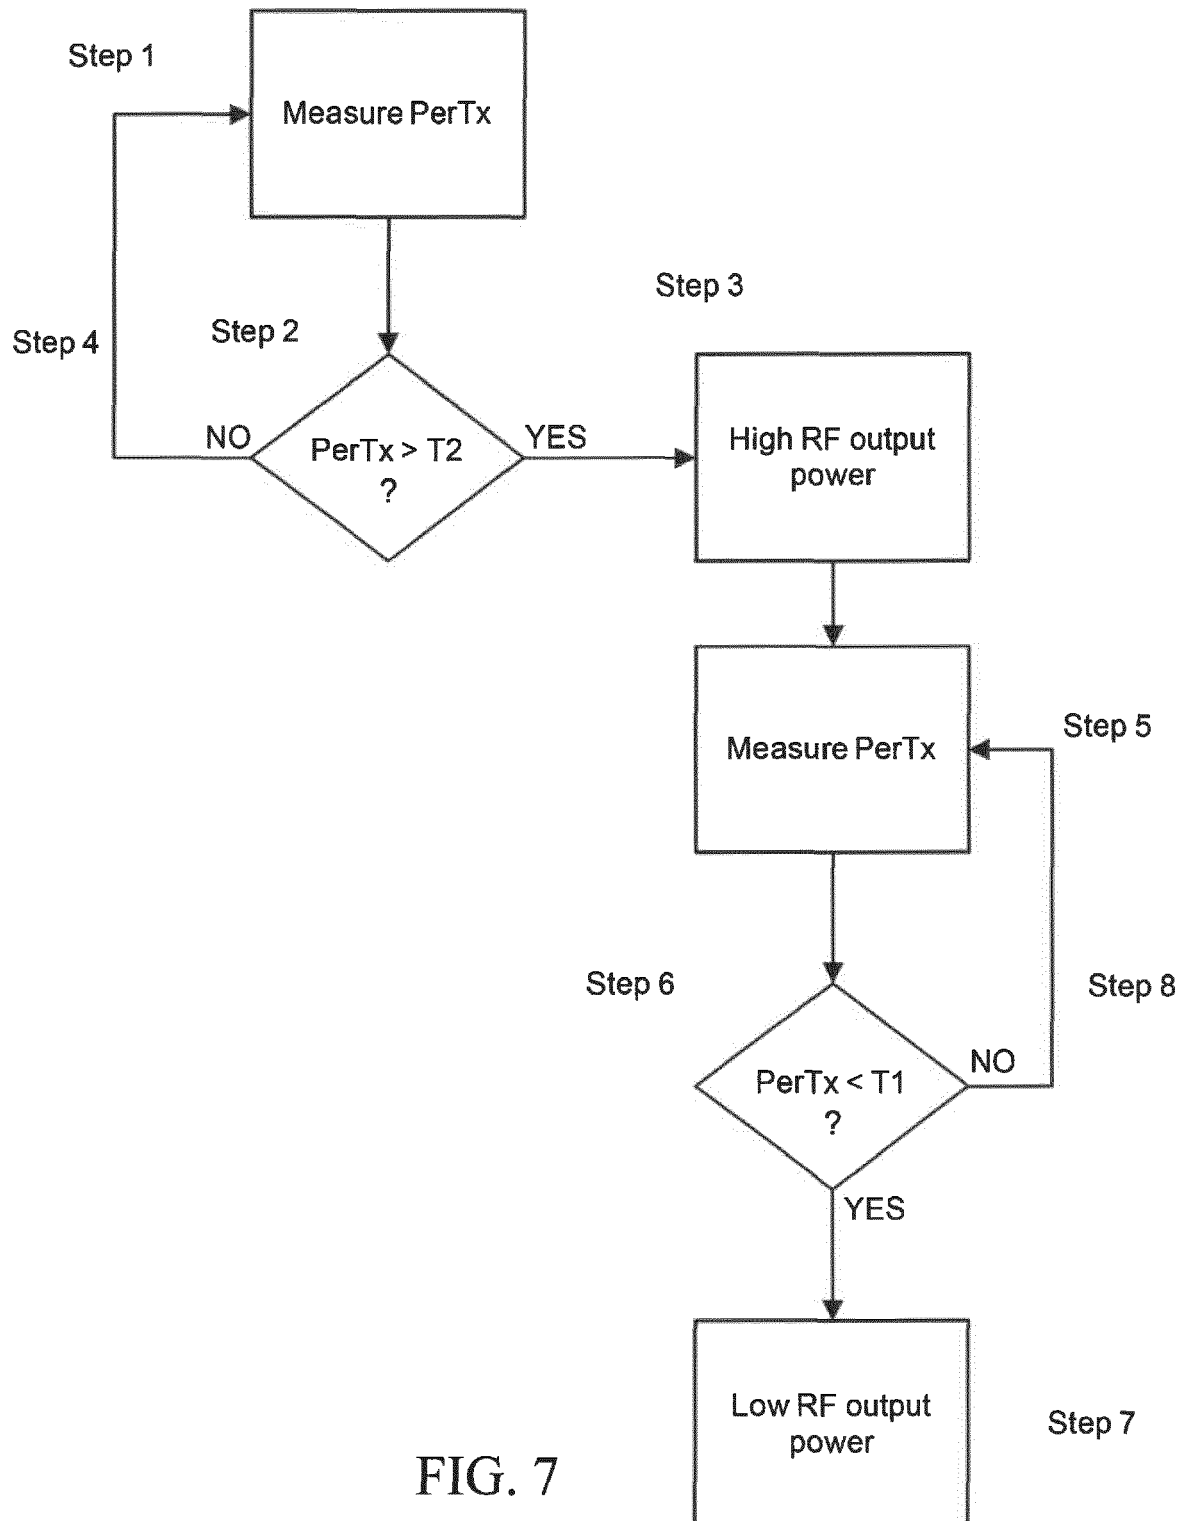 Step 1
Measure PerTx
Step 3
Step 2
Step 4
NO
YES
PerTx > T2
?
High RF output
power
Step 5
Measure PerTx
Step 6
Step 8
NO
PerTx < T1
?
YES
Low RF output
power
Step 7
FIG. 7